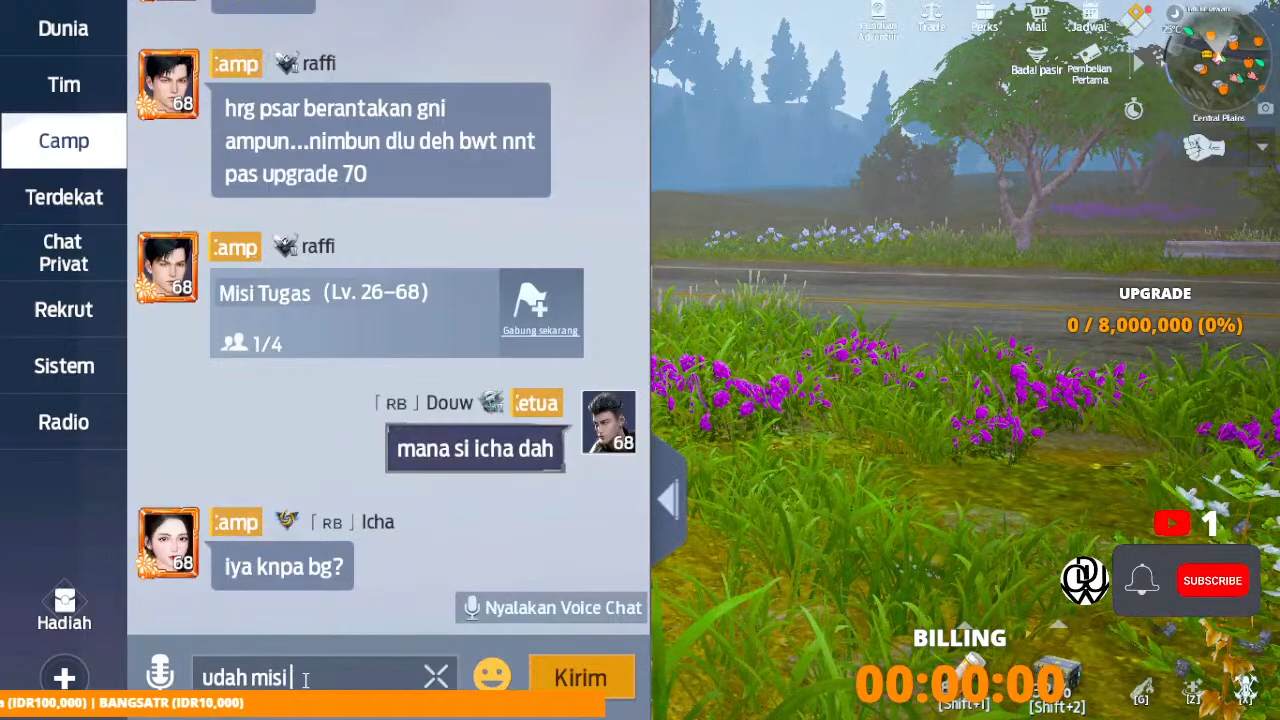 Dunia
Tim
Camp
Terdekat
Chat
Privat
Rekrut
Sistem
Radio
Hadiah
raffi
68
hrg psar berantakan gni
ampun...nimbun dlu deh bwt nnt
pas upgrade 70
raffi
68
Misi Tugas (Lv. 26-68)
1/4
Gabung sekarang
「RB」Douw
68
mana si icha dah
「RB」Icha
68
iya knpa bg?
Nyalakan Voice Chat
udah misi
Kirim
(IDR100,000) | BANGSATR (IDR10,000)
Trade
Perks
Mall
Jadwal
Badai pasir
Pembelian
Pertama
Central Plains
UPGRADE
0 / 8,000,000 (0%)
1
SUBSCRIBE
BILLING
00:00:00
[Shift+1]
[Shift+2]
[G]
[Z]
[X]